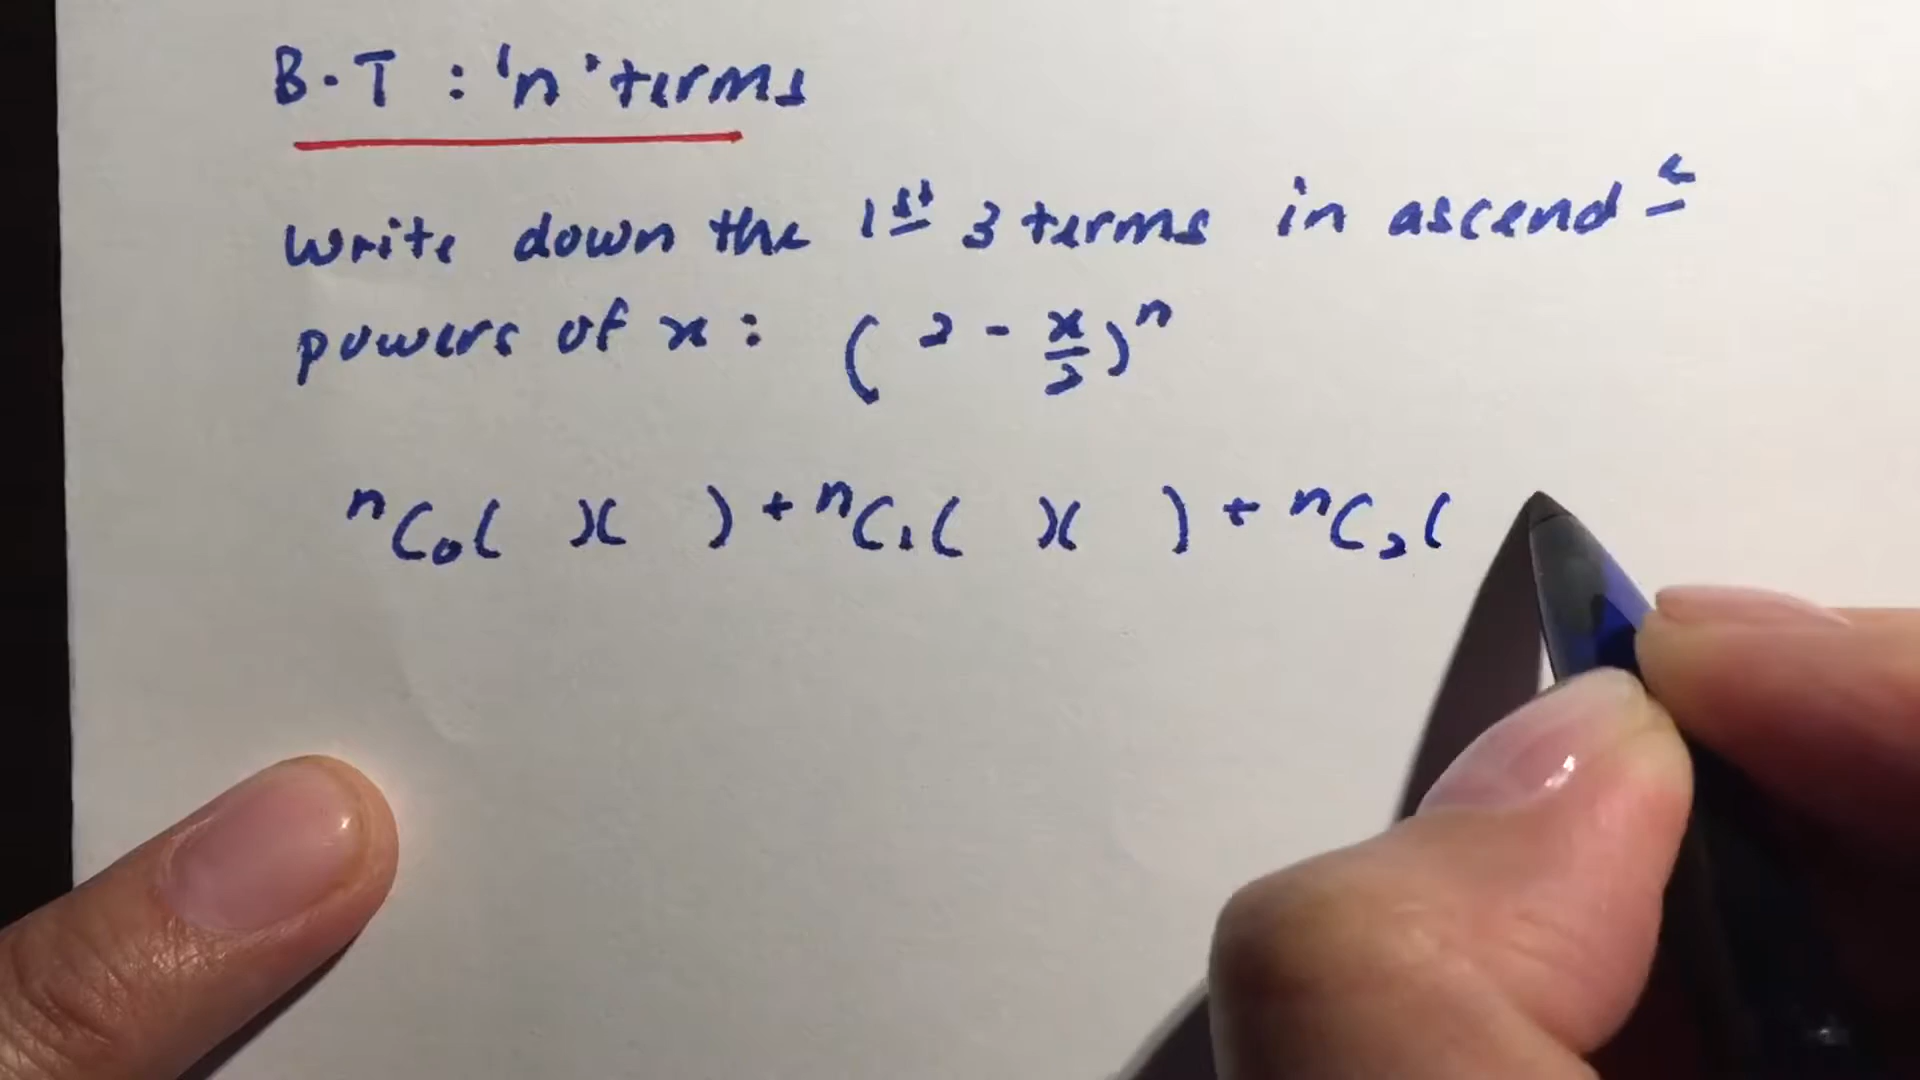 B.T : 'n' terms
Write down the 1st 3 terms in ascend g
powers of x: (2 - x/2)^n
nC0( )( ) + nC1( )( ) + nC2(